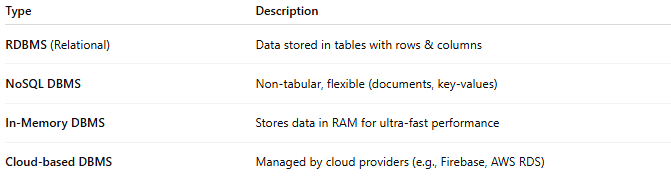 Type Description
RDBMS (Relational) Data stored in tables with rows & columns
NoSQL DBMS Non-tabular, flexible (documents, key-values)
In-Memory DBMS Stores data in RAM for ultra-fast performance
Cloud-based DBMS Managed by cloud providers (e.g., Firebase, AWS RDS)